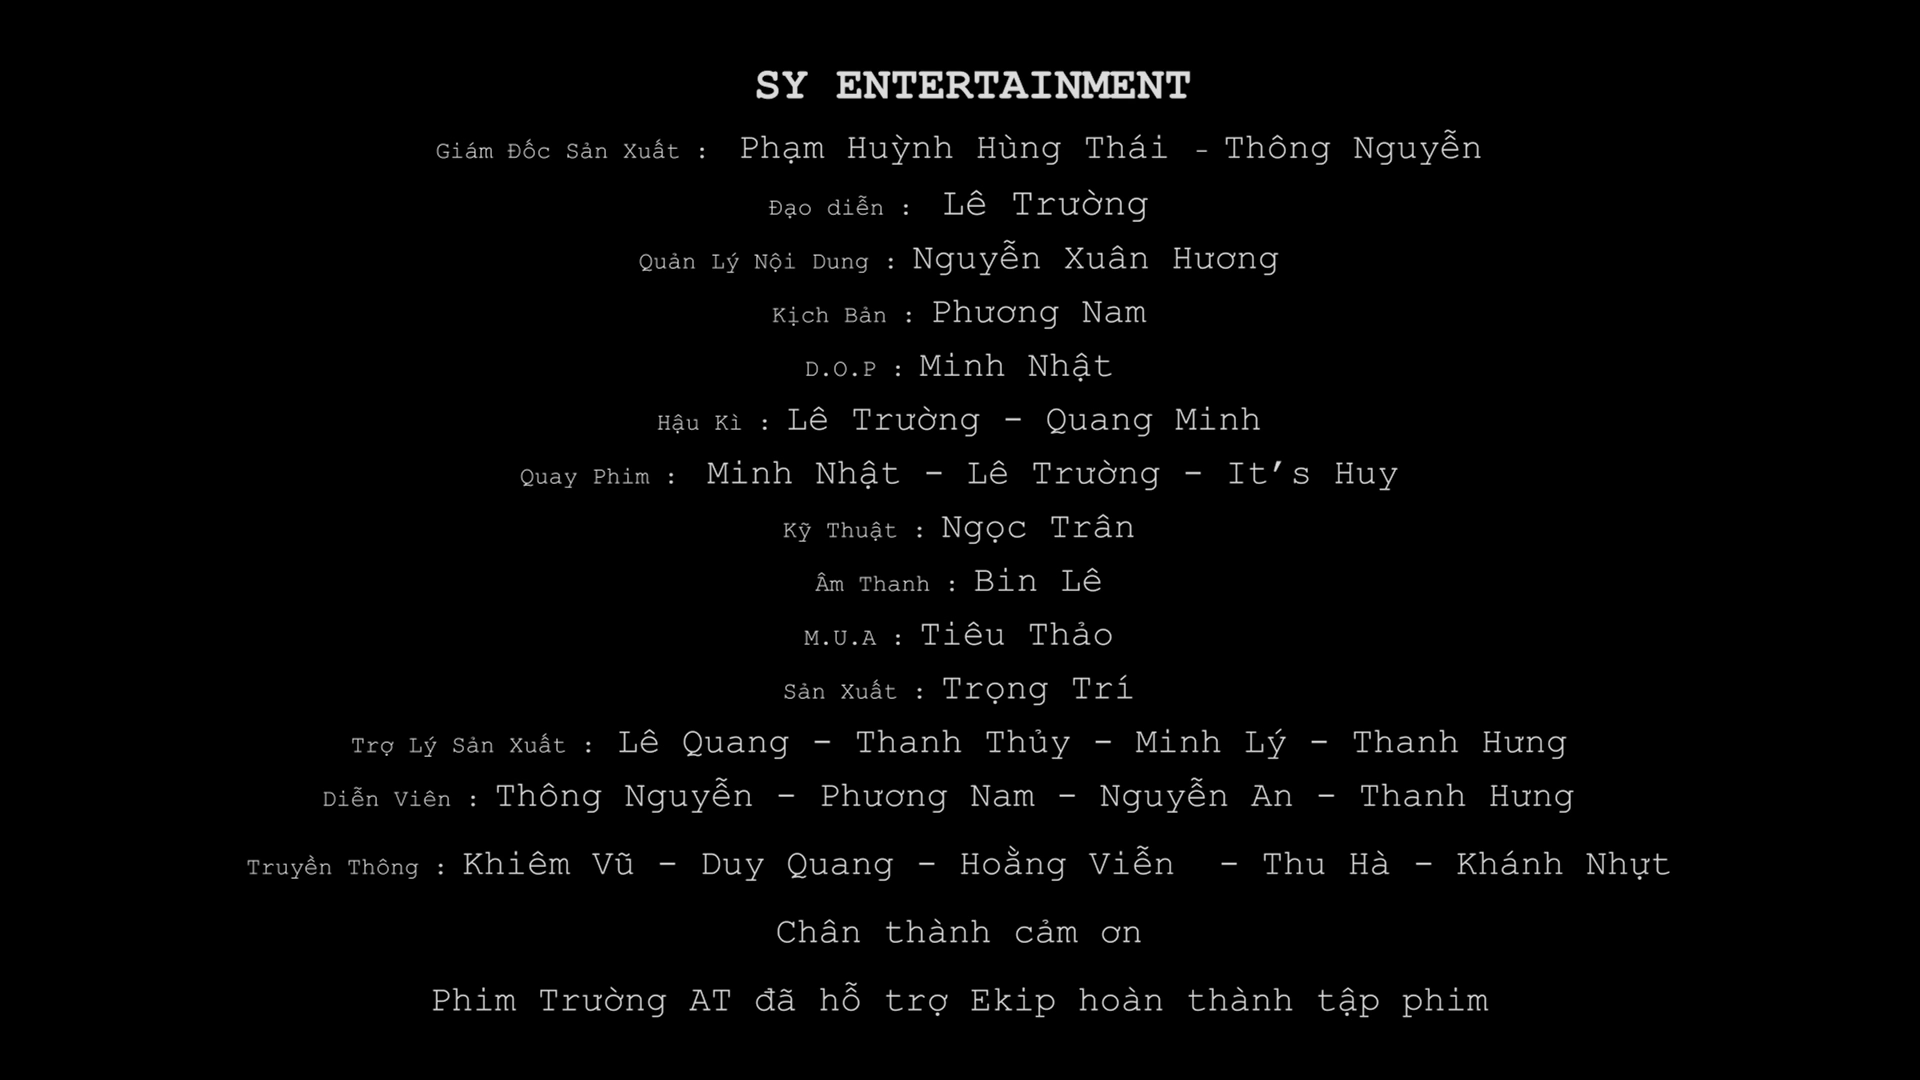 SY ENTERTAINMENT
Giám Đốc Sản Xuất : Phạm Huỳnh Hùng Thái - Thông Nguyễn
Đạo diễn : Lê Trường
Quản Lý Nội Dung : Nguyễn Xuân Hương
Kịch Bản : Phương Nam
D.O.P : Minh Nhật
Hậu Kì : Lê Trường - Quang Minh
Quay Phim : Minh Nhật - Lê Trường - It’s Huy
Kỹ Thuật : Ngọc Trân
Âm Thanh : Bin Lê
M.U.A : Tiêu Thảo
Sản Xuất : Trọng Trí
Trợ Lý Sản Xuất : Lê Quang - Thanh Thủy - Minh Lý - Thanh Hưng
Diễn Viên : Thông Nguyễn - Phương Nam - Nguyễn An - Thanh Hưng
Truyền Thông : Khiêm Vũ - Duy Quang - Hoằng Viễn - Thu Hà - Khánh Nhựt
Chân thành cảm ơn
Phim Trường AT đã hỗ trợ Ekip hoàn thành tập phim